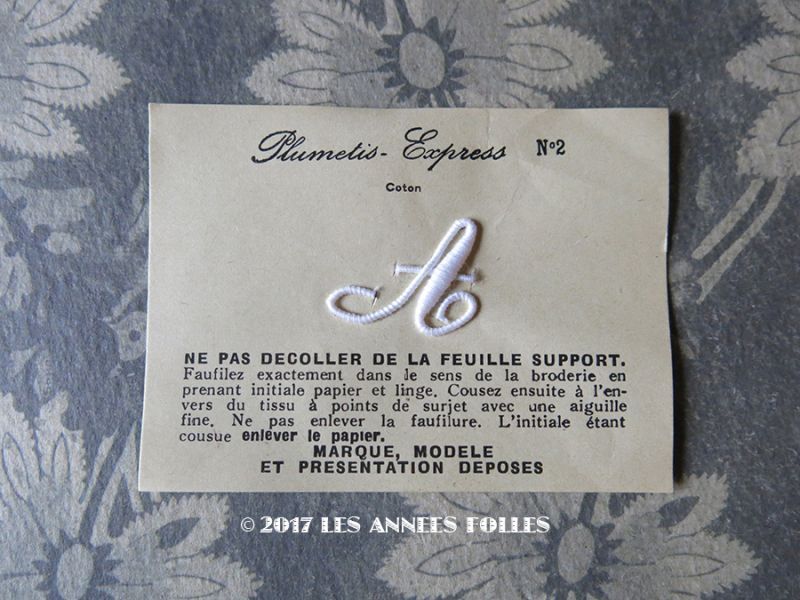 Plumetis-Express N°2
Coton
A
NE PAS DECOLLER DE LA FEUILLE SUPPORT.
Faufilez exactement dans le sens de la broderie en
prenant initiale papier et linge. Cousez ensuite à l'en-
vers du tissu à points de surjet avec une aiguille
fine. Ne pas enlever la faufilure. L'initiale étant
cousue enlever le papier.
MARQUE, MODELE
ET PRESENTATION DEPOSES
© 2017 LES ANNEES FOLLES